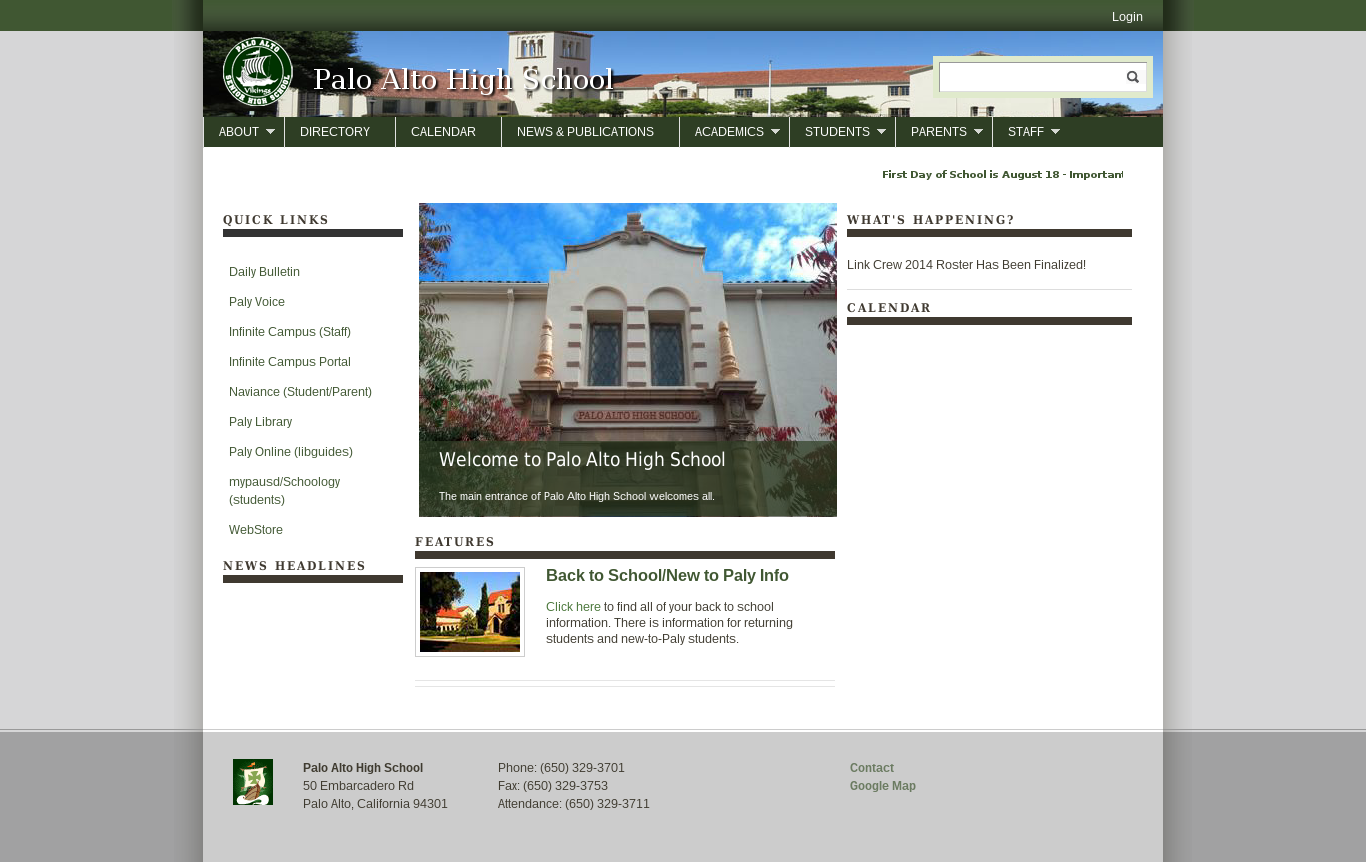 Login
PALO ALTO
Vikings
SENIOR HIGH SCHOOL
Palo Alto High School
ABOUT DIRECTORY CALENDAR NEWS & PUBLICATIONS ACADEMICS STUDENTS PARENTS STAFF
First Day of School is August 18 - Important
QUICK LINKS
Daily Bulletin
Paly Voice
Infinite Campus (Staff)
Infinite Campus Portal
Naviance (Student/Parent)
Paly Library
Paly Online (libguides)
mypausd/Schoology
(students)
WebStore
NEWS HEADLINES
PALO ALTO HIGH SCHOOL
Welcome to Palo Alto High School
The main entrance of Palo Alto High School welcomes all.
FEATURES
Back to School/New to Paly Info
Click here to find all of your back to school
information. There is information for returning
students and new-to-Paly students.
WHAT'S HAPPENING?
Link Crew 2014 Roster Has Been Finalized!
CALENDAR
Palo Alto High School
50 Embarcadero Rd
Palo Alto, California 94301
Phone: (650) 329-3701
Fax: (650) 329-3753
Attendance: (650) 329-3711
Contact
Google Map